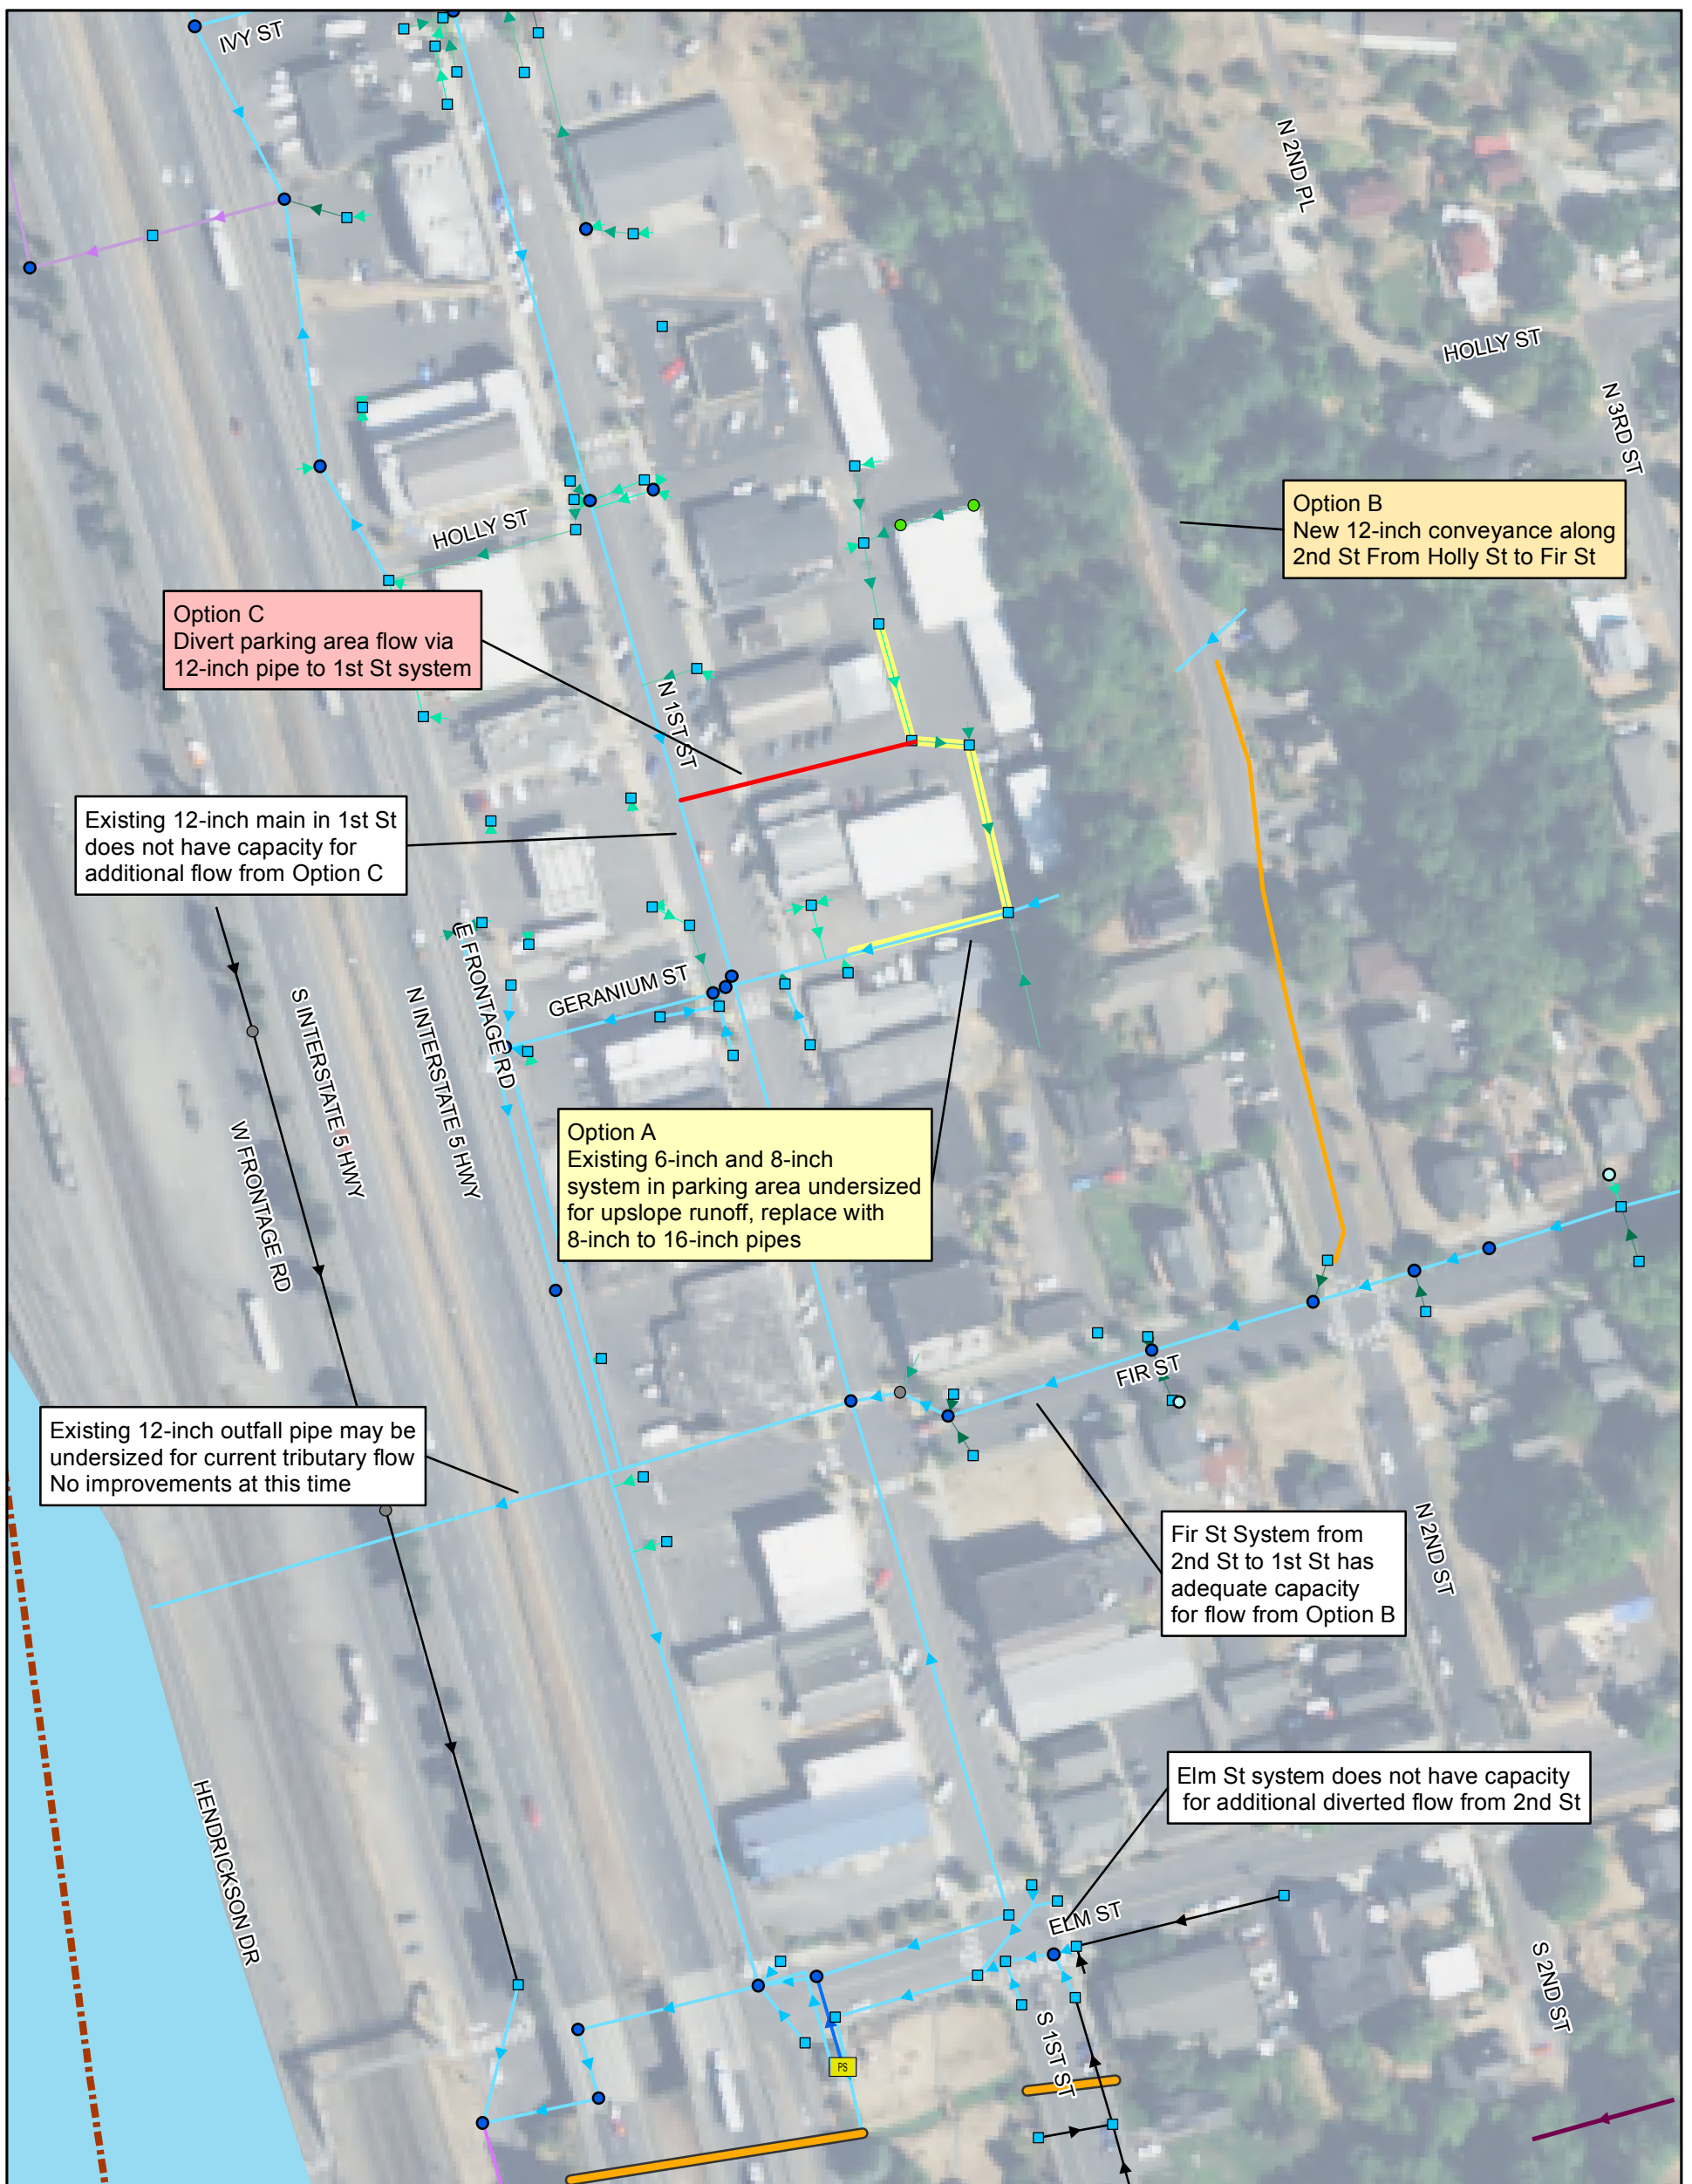 IVY ST
N 2ND PL
HOLLY ST
N 3RD ST
Option B
New 12-inch conveyance along
2nd St From Holly St to Fir St
HOLLY ST
Option C
Divert parking area flow via
12-inch pipe to 1st St system
N 1ST ST
Existing 12-inch main in 1st St
does not have capacity for
additional flow from Option C
E FRONTAGE RD
GERANIUM ST
S INTERSTATE 5 HWY
N INTERSTATE 5 HWY
W FRONTAGE RD
Option A
Existing 6-inch and 8-inch
system in parking area undersized
for upslope runoff, replace with
8-inch to 16-inch pipes
FIR ST
Existing 12-inch outfall pipe may be
undersized for current tributary flow
No improvements at this time
N 2ND ST
Fir St System from
2nd St to 1st St has
adequate capacity
for flow from Option B
Elm St system does not have capacity
for additional diverted flow from 2nd St
HENDRICKSON DR
ELM ST
S 2ND ST
S 1ST ST
PS